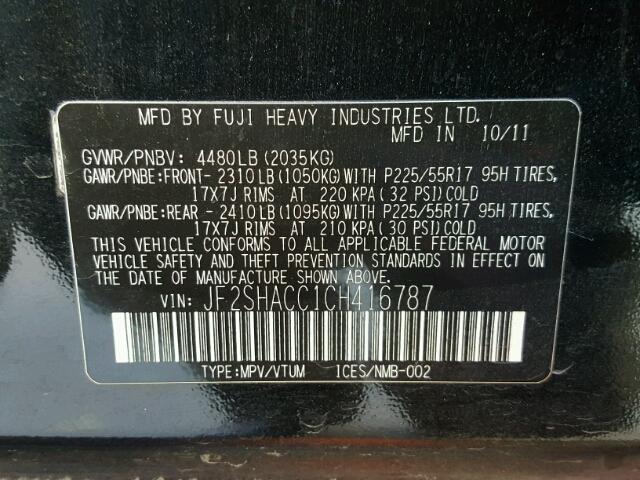 MFD BY FUJI HEAVY INDUSTRIES LTD.
MFD IN 10/11
GVWR/PNBV: 4480LB(2035KG)
GAWR/PNBE:FRONT- 2310LB(1050KG)WITH P225/55R17 95H TIRES,
17X7J RIMS AT 220 KPA(32 PSI)COLD
GAWR/PNBE:REAR - 2410LB(1095KG)WITH P225/55R17 95H TIRES,
17X7J RIMS AT 210 KPA(30 PSI)COLD
THIS VEHICLE CONFORMS TO ALL APPLICABLE FEDERAL MOTOR
VEHICLE SAFETY AND THEFT PREVENTION STANDARDS IN EFFECT ON
THE DATE OF MANUFACTURE SHOWN ABOVE.
VIN: JF2SHACC1CH416787
TYPE:MPV/VTUM ICES/NMB-002